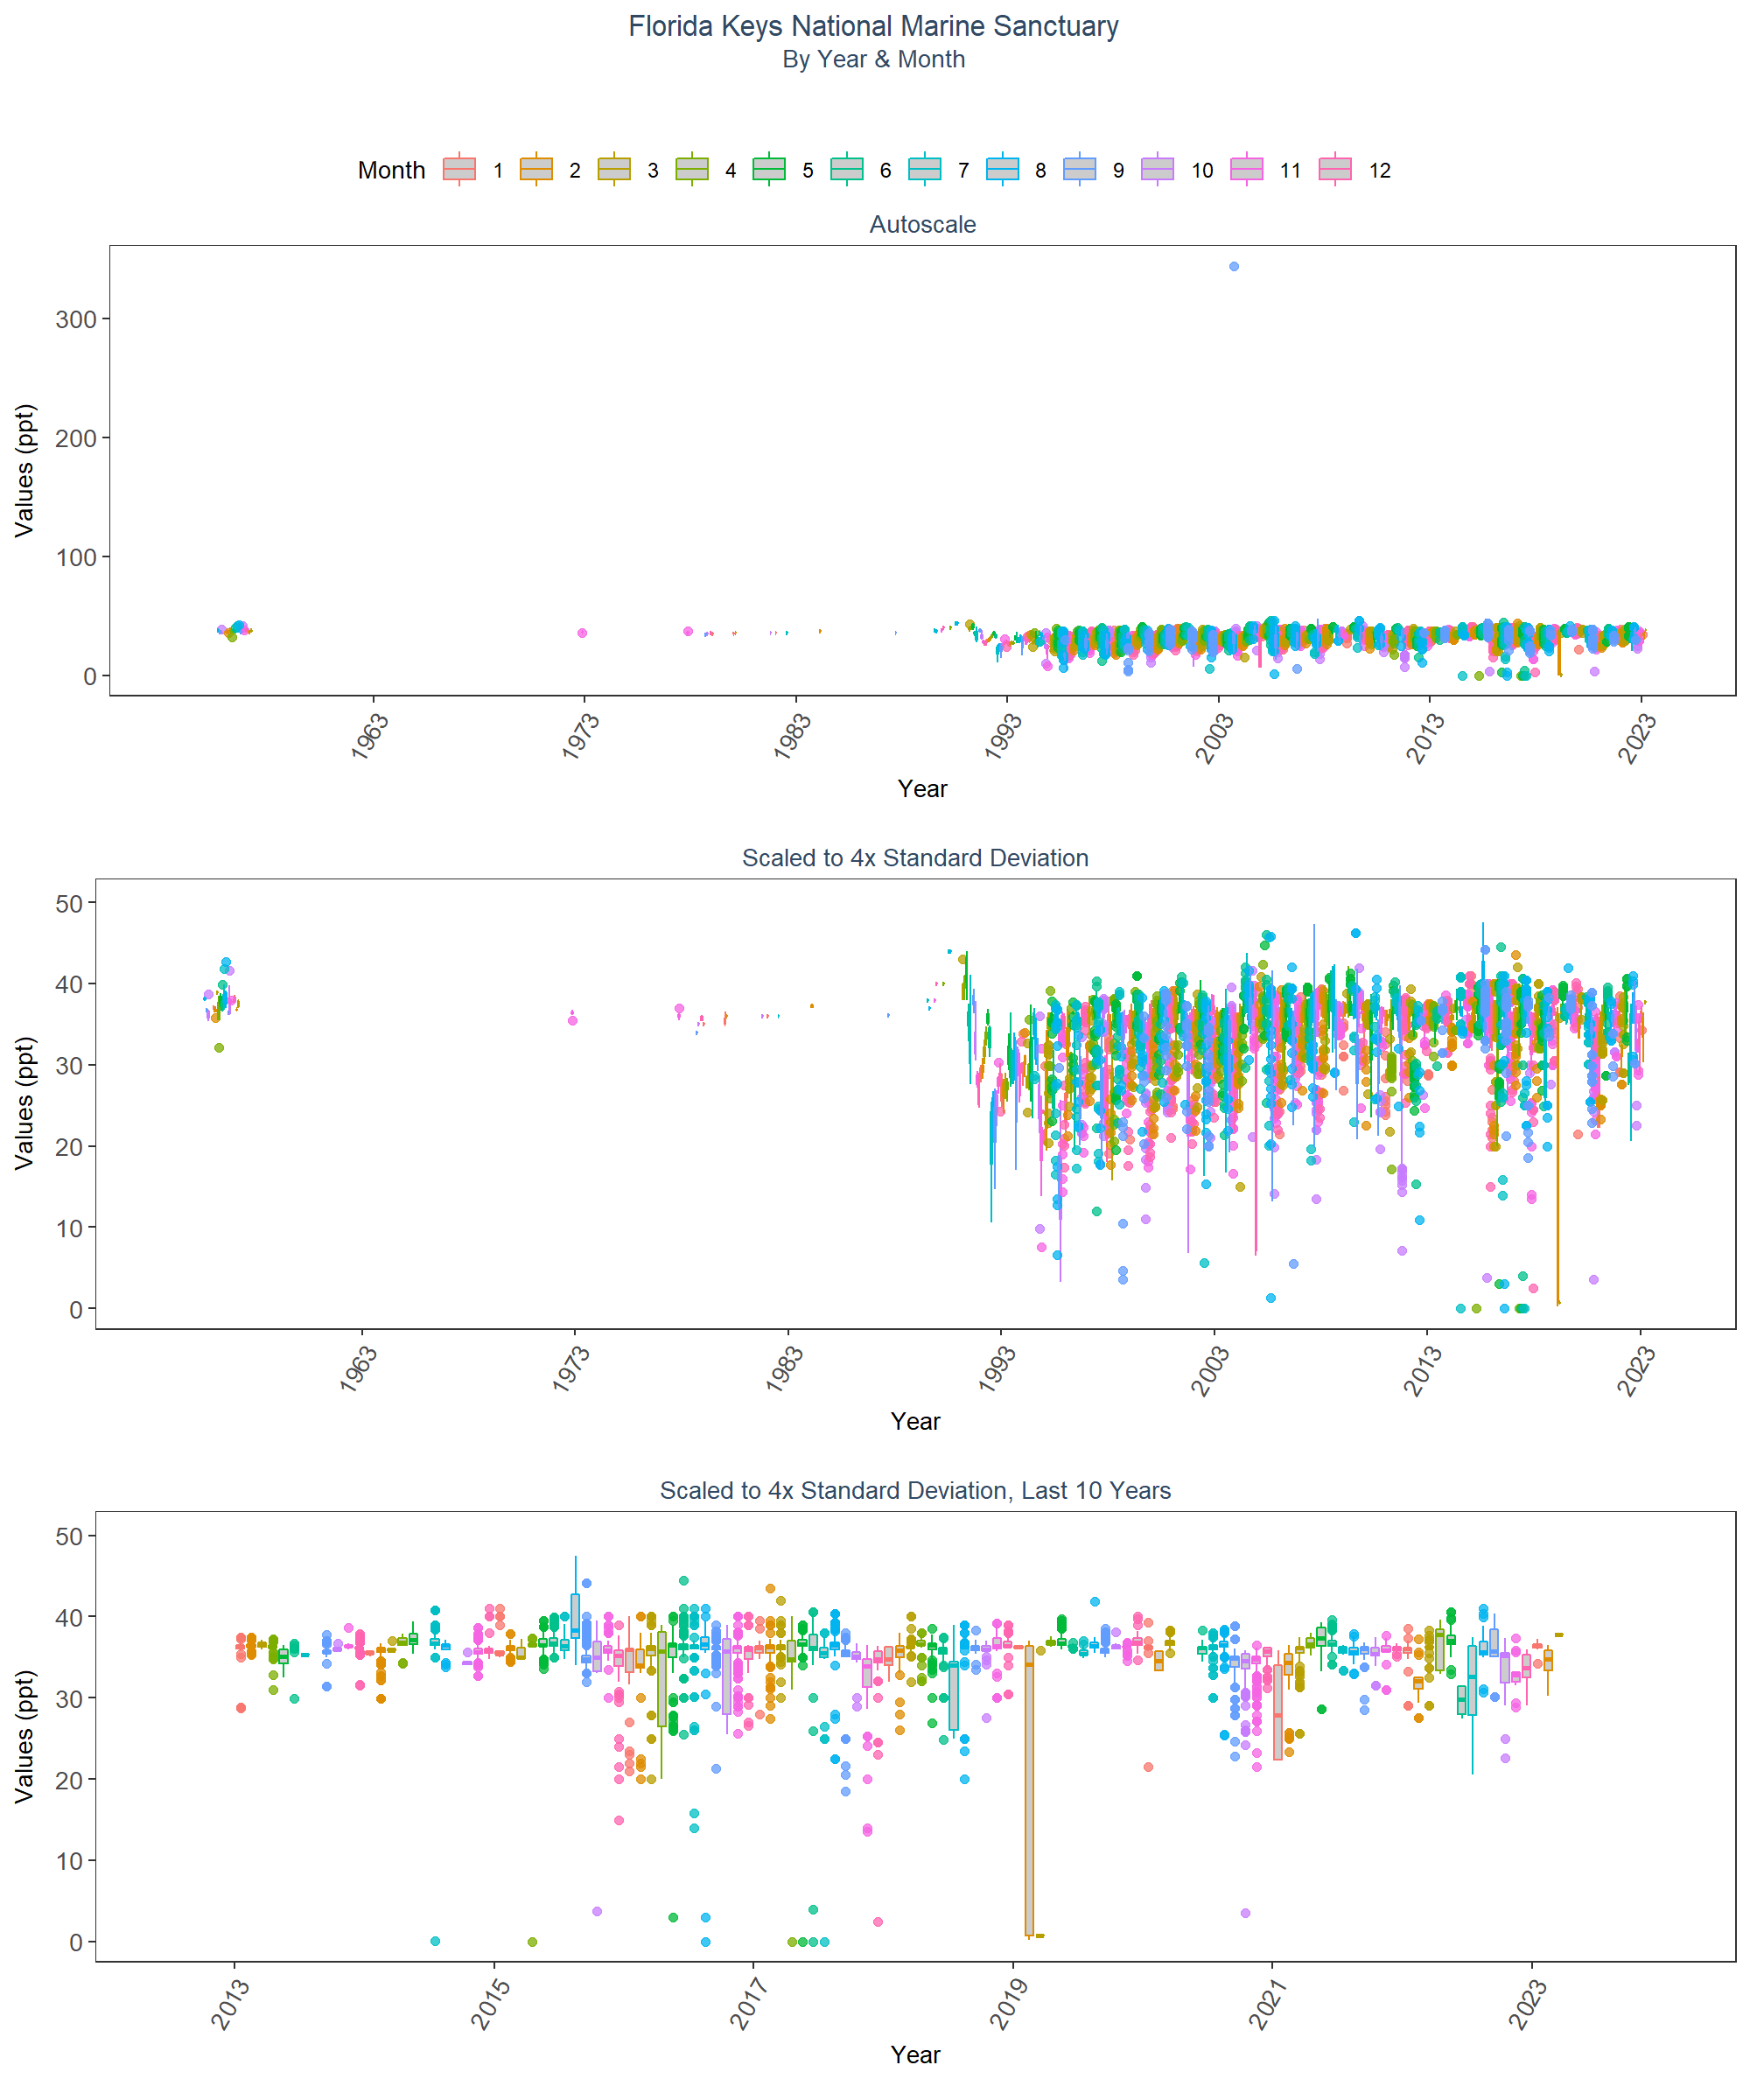 Florida Keys National Marine Sanctuary
By Year & Month
Month 1 2 3 4 5 6 7 8 9 10 11 12
Autoscale
Values (ppt)
300
200
100
0
1963 1973 1983 1993 2003 2013 2023
Year
Scaled to 4x Standard Deviation
Values (ppt)
50
40
30
20
10
0
1963 1973 1983 1993 2003 2013 2023
Year
Scaled to 4x Standard Deviation, Last 10 Years
Values (ppt)
50
40
30
20
10
0
2013 2015 2017 2019 2021 2023
Year